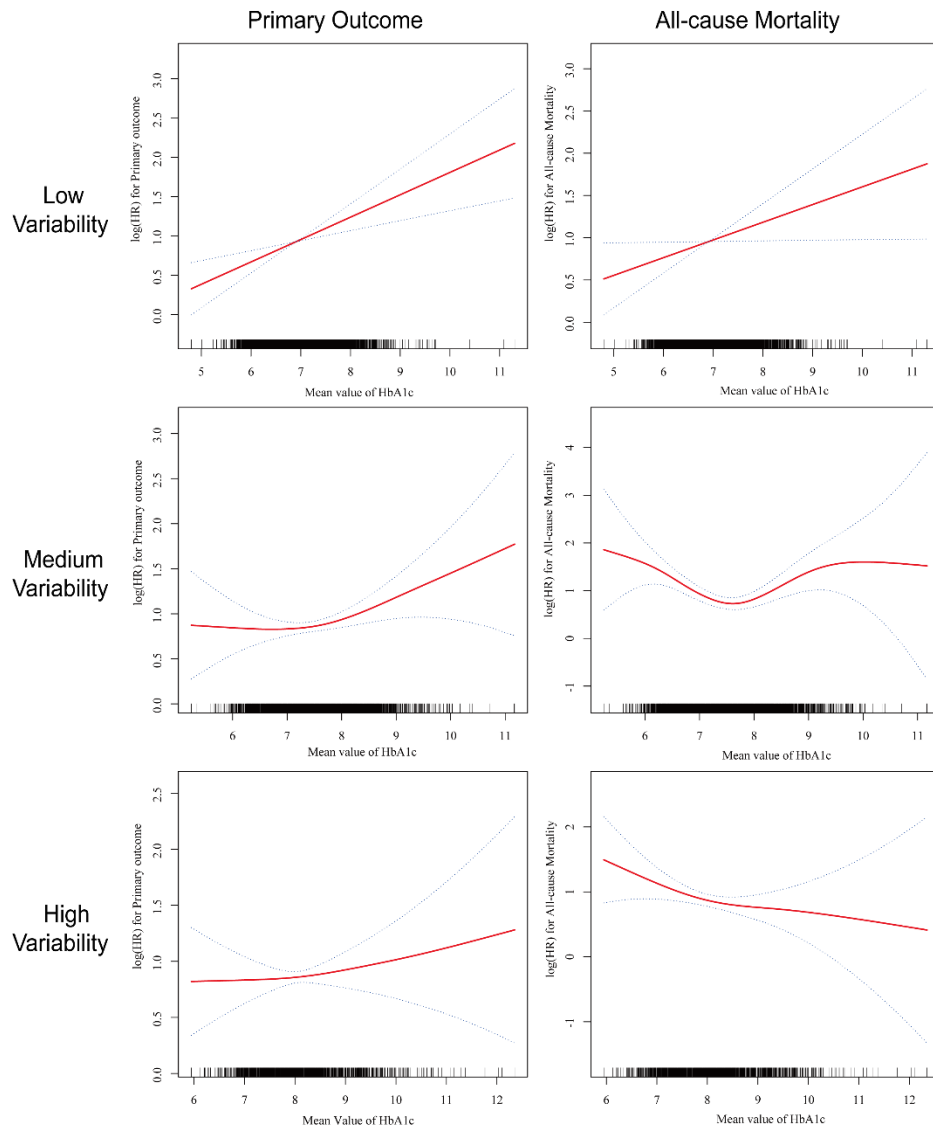 Primary Outcome
All-cause Mortality
Low
Variability
log(HR) for Primary outcome
0.0 0.5 1.0 1.5 2.0 2.5 3.0
5 6 7 8 9 10 11
Mean value of HbA1c
log(HR) for All-cause Mortality
0.0 0.5 1.0 1.5 2.0 2.5 3.0
5 6 7 8 9 10 11
Mean value of HbA1c
Medium
Variability
log(HR) for Primary outcome
0.0 0.5 1.0 1.5 2.0 2.5 3.0
6 7 8 9 10 11
Mean value of HbA1c
log(HR) for All-cause Mortality
-1 0 1 2 3 4
6 7 8 9 10 11
Mean value of HbA1c
High
Variability
log(HR) for Primary outcome
0.0 0.5 1.0 1.5 2.0 2.5
6 7 8 9 10 11 12
Mean Value of HbA1c
log(HR) for All-cause Mortality
-1 0 1 2
6 7 8 9 10 11 12
Mean value of HbA1c